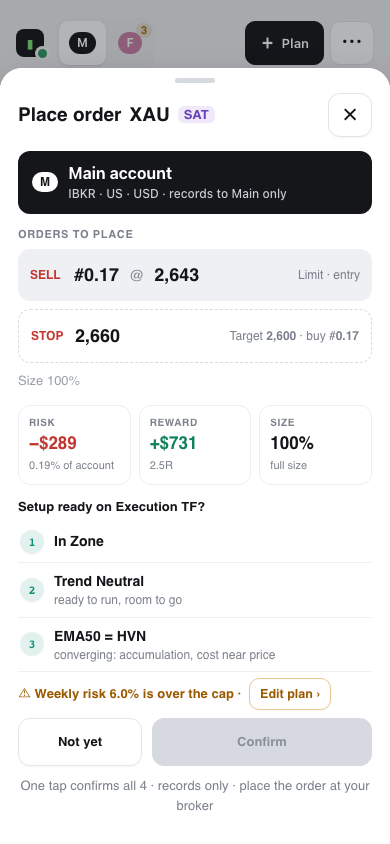 M
F
3
+ Plan
•••
Place order XAU SAT
✕
M
Main account
IBKR · US · USD · records to Main only
ORDERS TO PLACE
SELL #0.17 @ 2,643 Limit · entry
STOP 2,660 Target 2,600 · buy #0.17
Size 100%
RISK REWARD SIZE
−$289 +$731 100%
0.19% of account 2.5R full size
Setup ready on Execution TF?
1 In Zone
2 Trend Neutral
ready to run, room to go
3 EMA50 = HVN
converging: accumulation, cost near price
⚠ Weekly risk 6.0% is over the cap · Edit plan ›
Not yet Confirm
One tap confirms all 4 · records only · place the order at your
broker